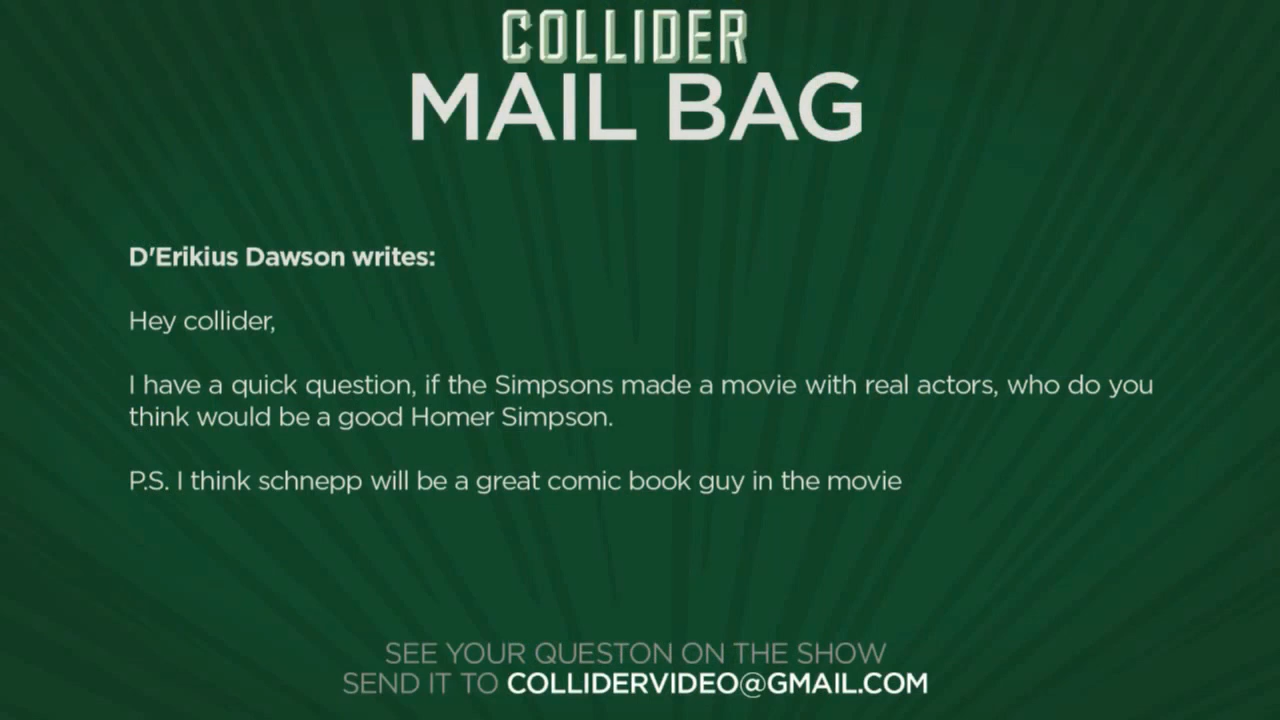 COLLIDER
MAIL BAG
D'Erikius Dawson writes:
Hey collider,
I have a quick question, if the Simpsons made a movie with real actors, who do you
think would be a good Homer Simpson.
P.S. I think schnepp will be a great comic book guy in the movie
SEE YOUR QUESTON ON THE SHOW
SEND IT TO COLLIDERVIDEO@GMAIL.COM